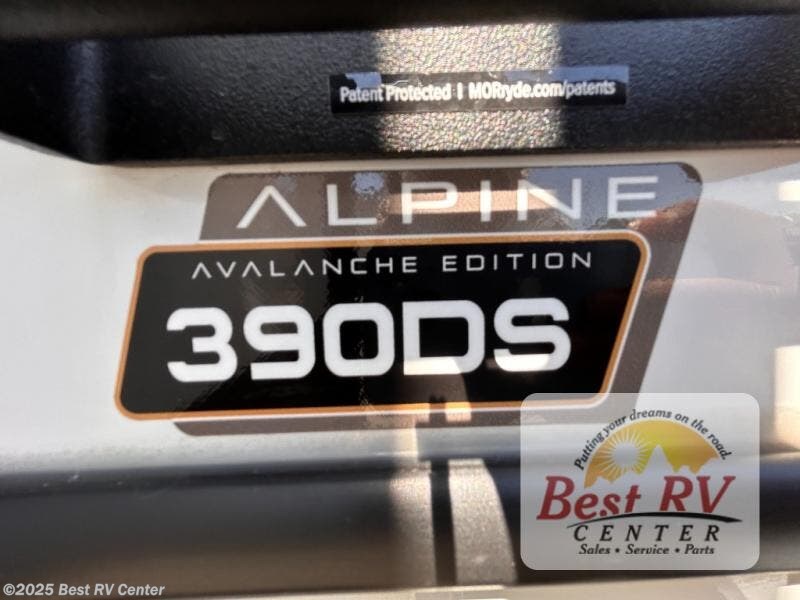 Patent Protected | MORryde.com/patents
ALPINE
AVALANCHE EDITION
390DS
Putting your dreams on the road.
Best RV
CENTER
Sales • Service • Parts
©2025 Best RV Center